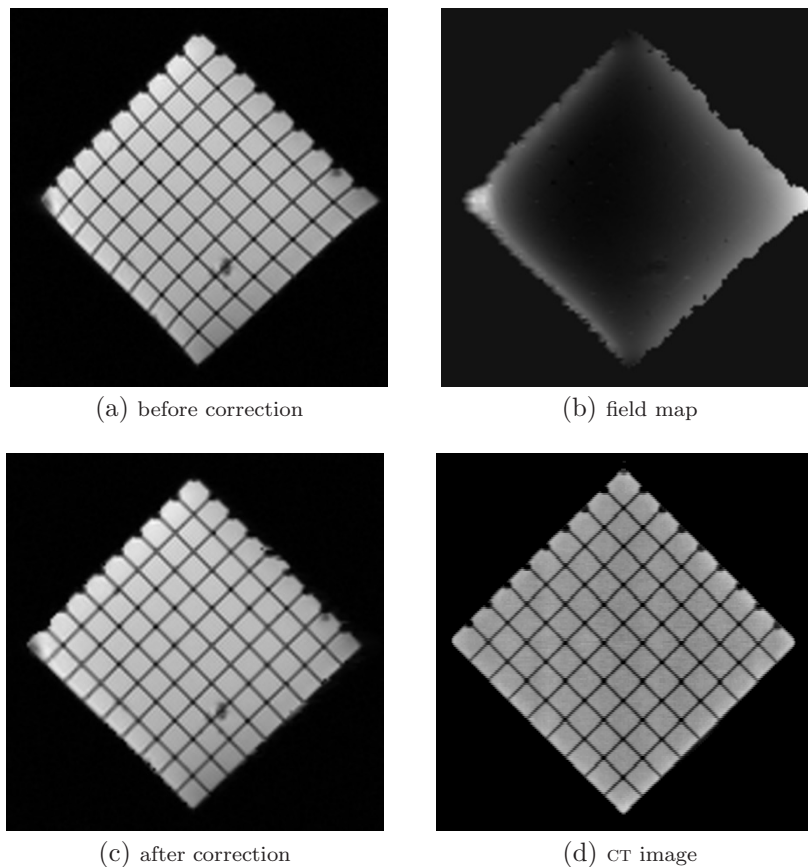 (a) before correction
(b) field map
(c) after correction
(d) CT image